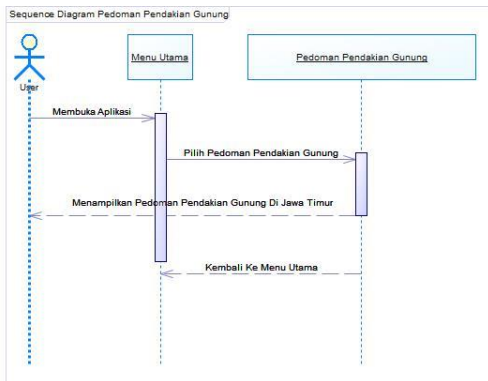 Sequence Diagram Pedoman Pendakian Gunung
Menu Utama
Pedoman Pendakian Gunung
User
Membuka Aplikasi
Pilih Pedoman Pendakian Gunung
Menampilkan Pedoman Pendakian Gunung Di Jawa Timur
Kembali Ke Menu Utama